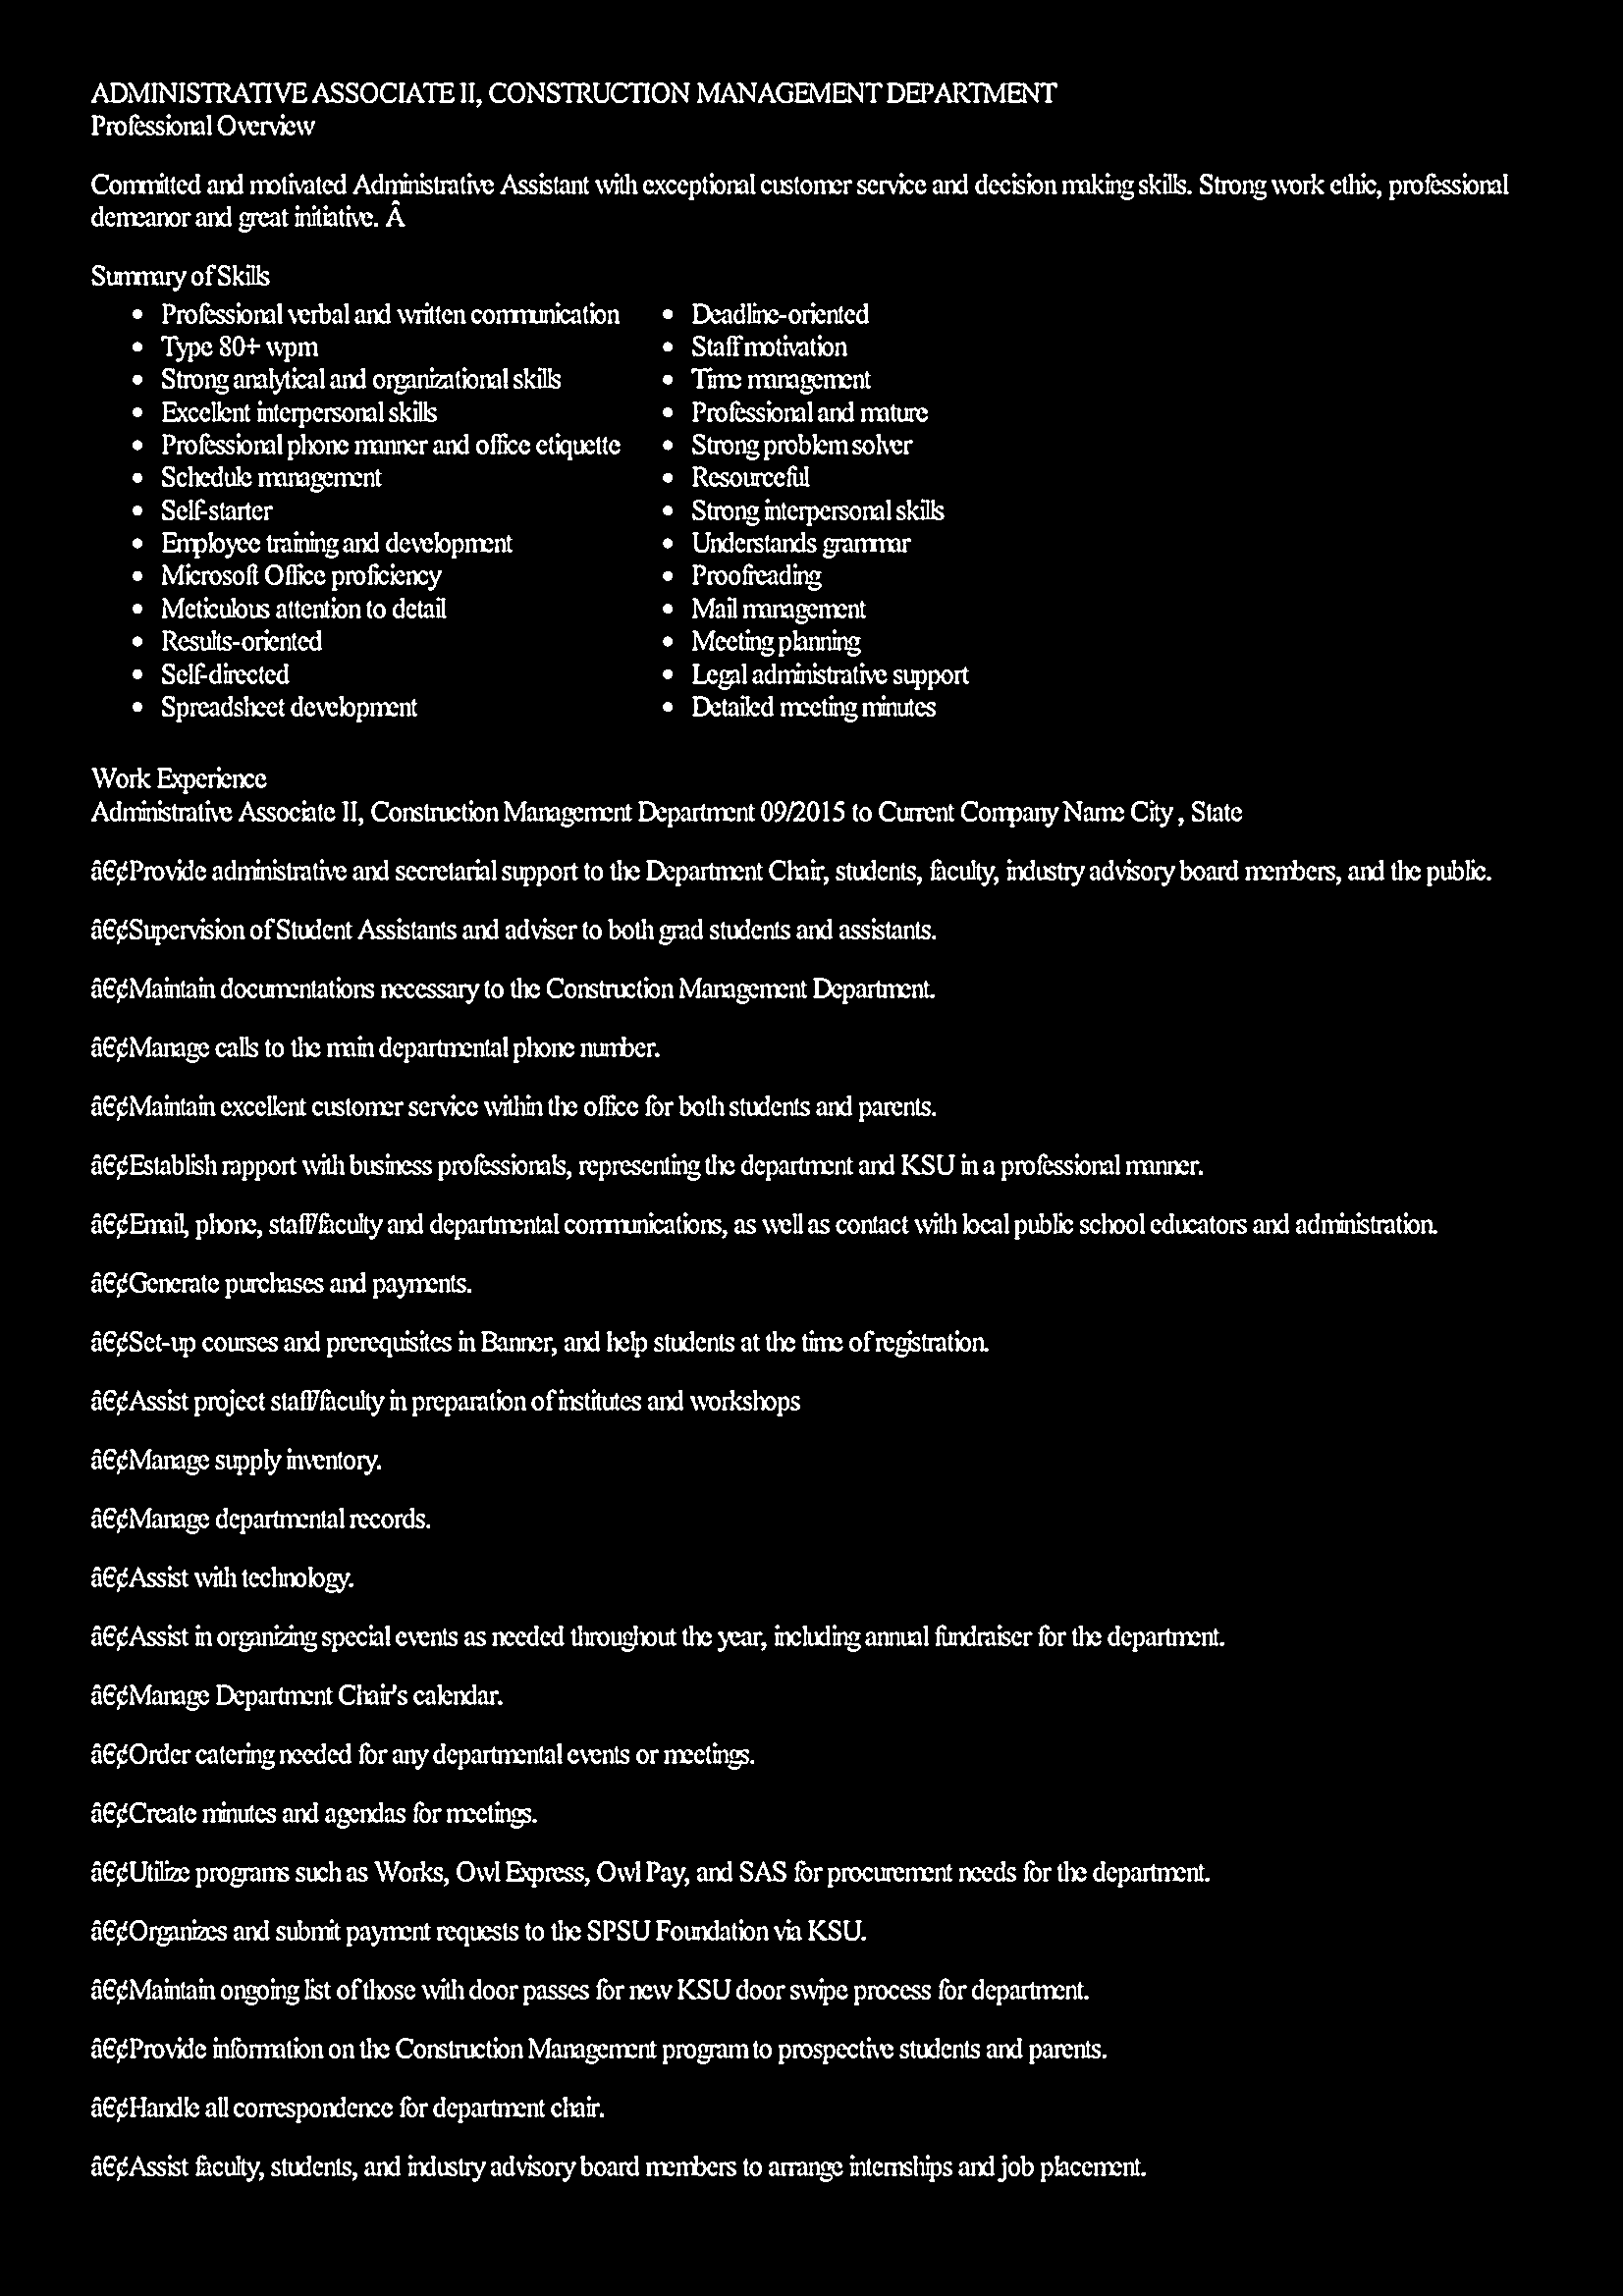 ADMINISTRATIVE ASSOCIATE II, CONSTRUCTION MANAGEMENT DEPARTMENT
Professional Overview
Committed and motivated Administrative Assistant with exceptional customer service and decision making skills. Strong work ethic, professional
demeanor and great initiative. Â
Summary of Skills
• Professional verbal and written communication
• Type 80+ wpm
• Strong analytical and organizational skills
• Excellent interpersonal skills
• Professional phone manner and office etiquette
• Schedule management
• Self-starter
• Employee training and development
• Microsoft Office proficiency
• Meticulous attention to detail
• Results-oriented
• Self-directed
• Spreadsheet development
• Deadline-oriented
• Staff motivation
• Time management
• Professional and mature
• Strong problem solver
• Resourceful
• Strong interpersonal skills
• Understands grammar
• Proofreading
• Mail management
• Meeting planning
• Legal administrative support
• Detailed meeting minutes
Work Experience
Administrative Associate II, Construction Management Department 09/2015 to Current Company Name City , State
â€¢Provide administrative and secretarial support to the Department Chair, students, faculty, industry advisory board members, and the public.
â€¢Supervision of Student Assistants and adviser to both grad students and assistants.
â€¢Maintain documentations necessary to the Construction Management Department.
â€¢Manage calls to the main departmental phone number.
â€¢Maintain excellent customer service within the office for both students and parents.
â€¢Establish rapport with business professionals, representing the department and KSU in a professional manner.
â€¢Email, phone, staff/faculty and departmental communications, as well as contact with local public school educators and administration.
â€¢Generate purchases and payments.
â€¢Set-up courses and prerequisites in Banner, and help students at the time of registration.
â€¢Assist project staff/faculty in preparation of institutes and workshops
â€¢Manage supply inventory.
â€¢Manage departmental records.
â€¢Assist with technology.
â€¢Assist in organizing special events as needed throughout the year, including annual fundraiser for the department.
â€¢Manage Department Chair's calendar.
â€¢Order catering needed for any departmental events or meetings.
â€¢Create minutes and agendas for meetings.
â€¢Utilize programs such as Works, Owl Express, Owl Pay, and SAS for procurement needs for the department.
â€¢Organizes and submit payment requests to the SPSU Foundation via KSU.
â€¢Maintain ongoing list of those with door passes for new KSU door swipe process for department.
â€¢Provide information on the Construction Management program to prospective students and parents.
â€¢Handle all correspondence for department chair.
â€¢Assist faculty, students, and industry advisory board members to arrange internships and job placement.